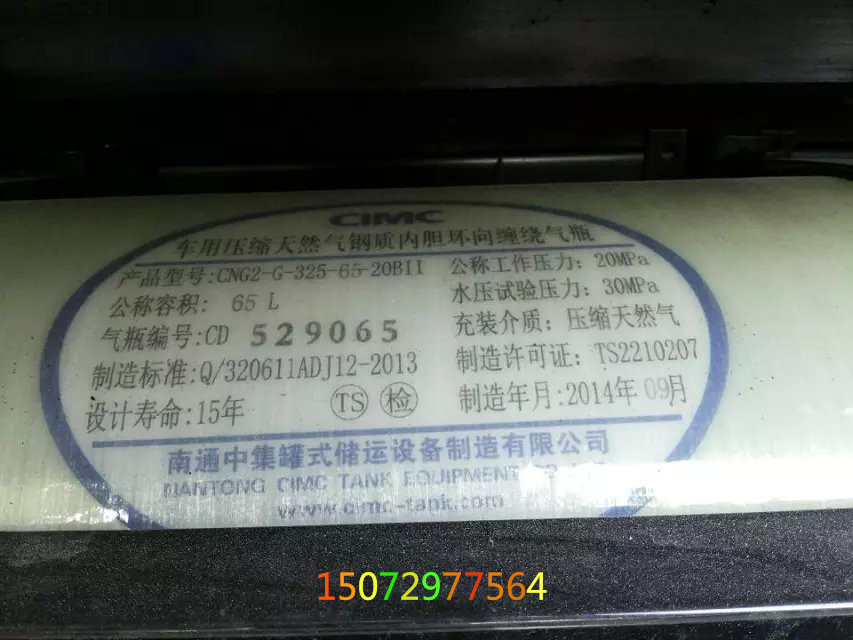 CIMC
车用压缩天然气钢质内胆环向缠绕气瓶
产品型号:CNG2-G-325-65-20BII 公称工作压力: 20MPa
公称容积: 65 L 水压试验压力: 30MPa
气瓶编号:CD 529065 充装介质: 压缩天然气
制造标准:Q/320611ADJ12-2013 制造许可证: TS2210207
设计寿命:15年 TS 检 制造年月:2014年 09月
南通中集罐式储运设备制造有限公司
NANTONG CIMC TANK EQUIPMENT
www.cimc-tank.com
15072977564